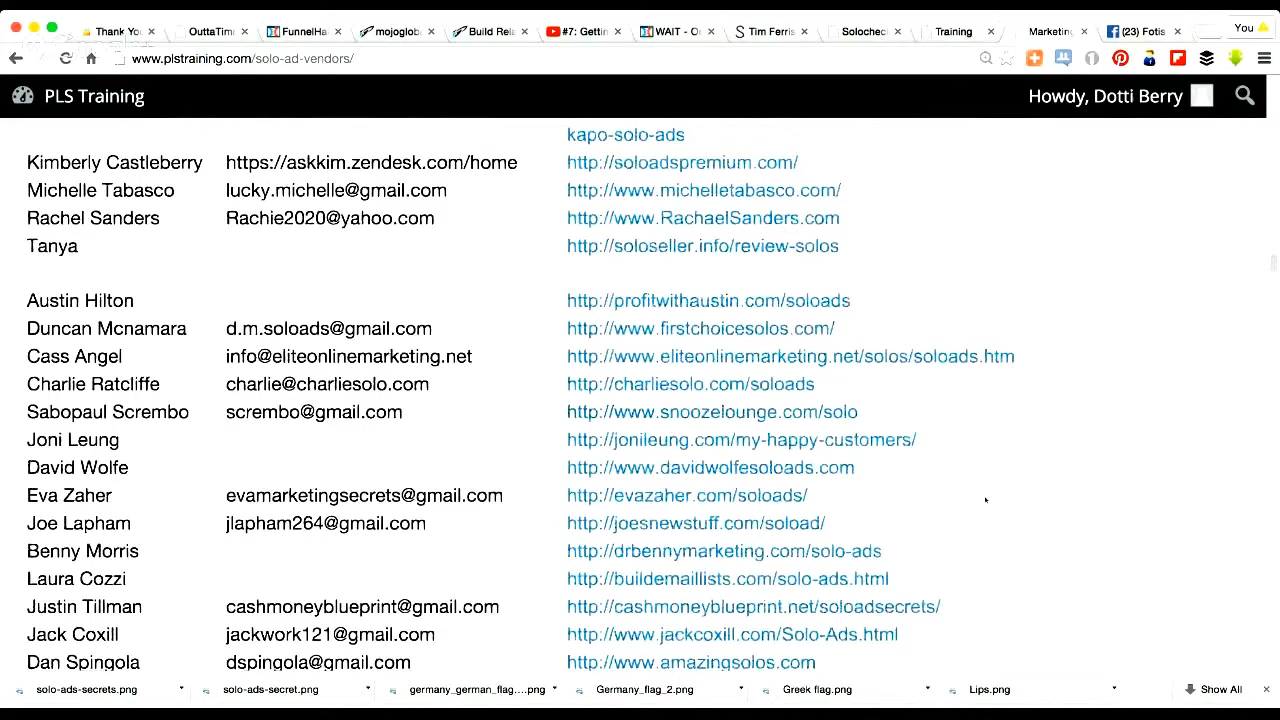 Thank Yo
OuttaTim
FunnelHa
mojoglob
Build Rela
#7: Gettin
WAIT - O
Tim Ferris
Solochec
Training
Marketing
(23) Fotis
You
www.plstraining.com/solo-ad-vendors/
PLS Training
Howdy, Dotti Berry
kapo-solo-ads
Kimberly Castleberry https://askkim.zendesk.com/home http://soloadspremium.com/
Michelle Tabasco lucky.michelle@gmail.com http://www.michelletabasco.com/
Rachel Sanders Rachie2020@yahoo.com http://www.RachaelSanders.com
Tanya http://soloseller.info/review-solos
Austin Hilton http://profitwithaustin.com/soloads
Duncan Mcnamara d.m.soloads@gmail.com http://www.firstchoicesolos.com/
Cass Angel info@eliteonlinemarketing.net http://www.eliteonlinemarketing.net/solos/soloads.htm
Charlie Ratcliffe charlie@charliesolo.com http://charliesolo.com/soloads
Sabopaul Scrembo scrembo@gmail.com http://www.snoozelounge.com/solo
Joni Leung http://jonileung.com/my-happy-customers/
David Wolfe http://www.davidwolfesoloads.com
Eva Zaher evamarketingsecrets@gmail.com http://evazaher.com/soloads/
Joe Lapham jlapham264@gmail.com http://joesnewstuff.com/soload/
Benny Morris http://drbennymarketing.com/solo-ads
Laura Cozzi http://buildemaillists.com/solo-ads.html
Justin Tillman cashmoneyblueprint@gmail.com http://cashmoneyblueprint.net/soloadsecrets/
Jack Coxill jackwork121@gmail.com http://www.jackcoxill.com/Solo-Ads.html
Dan Spingola dspingola@gmail.com http://www.amazingsolos.com
solo-ads-secrets.png
solo-ads-secret.png
germany_german_flag....png
Germany_flag_2.png
Greek flag.png
Lips.png
Show All